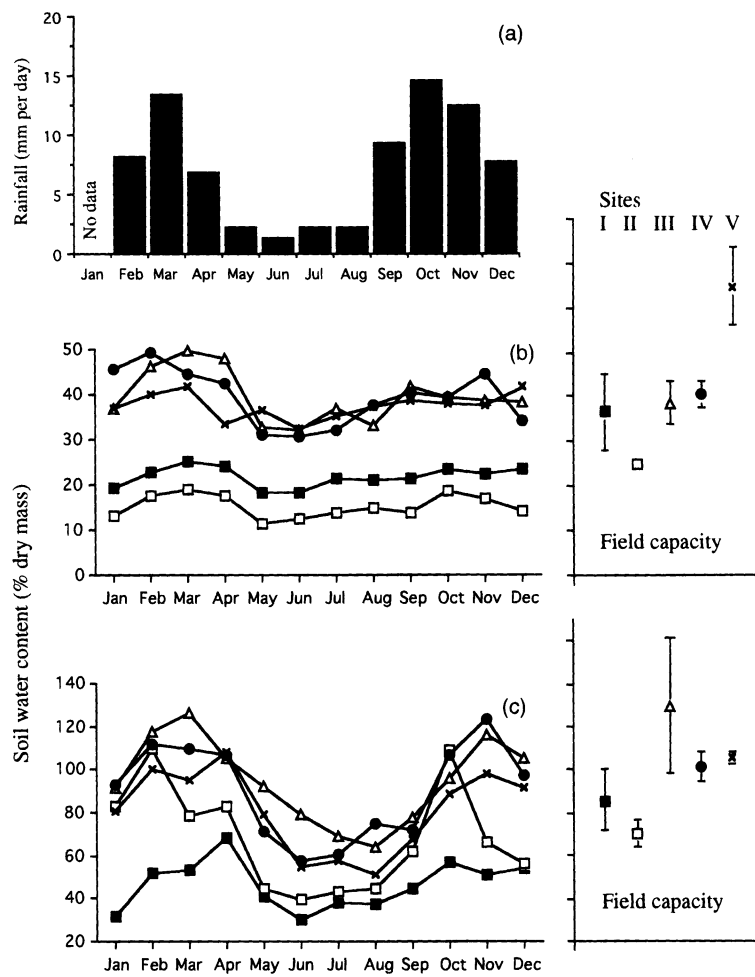 (a)
Rainfall (mm per day)
20
15
10
5
0
No data
Jan Feb Mar Apr May Jun Jul Aug Sep Oct Nov Dec
Sites
I II III IV V
(b)
50
40
30
20
10
0
Jan Feb Mar Apr May Jun Jul Aug Sep Oct Nov Dec
Field capacity
Soil water content (% dry mass)
(c)
140
120
100
80
60
40
20
Jan Feb Mar Apr May Jun Jul Aug Sep Oct Nov Dec
Field capacity